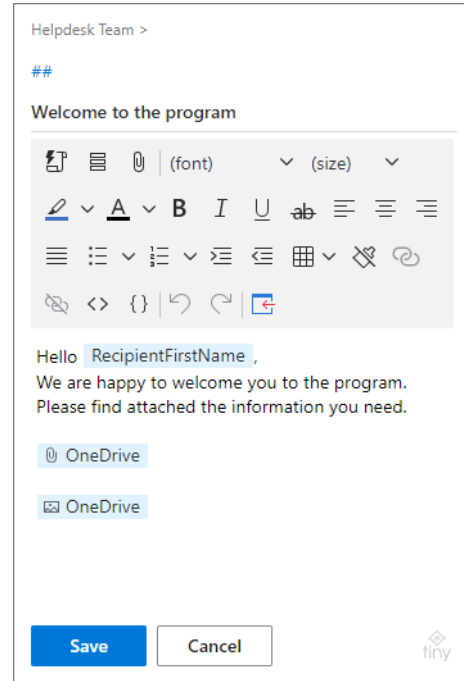 Helpdesk Team >
##
Welcome to the program
(font) (size)
A B I U ab
<> {}
Hello RecipientFirstName ,
We are happy to welcome you to the program.
Please find attached the information you need.
OneDrive
OneDrive
Save Cancel
tiny